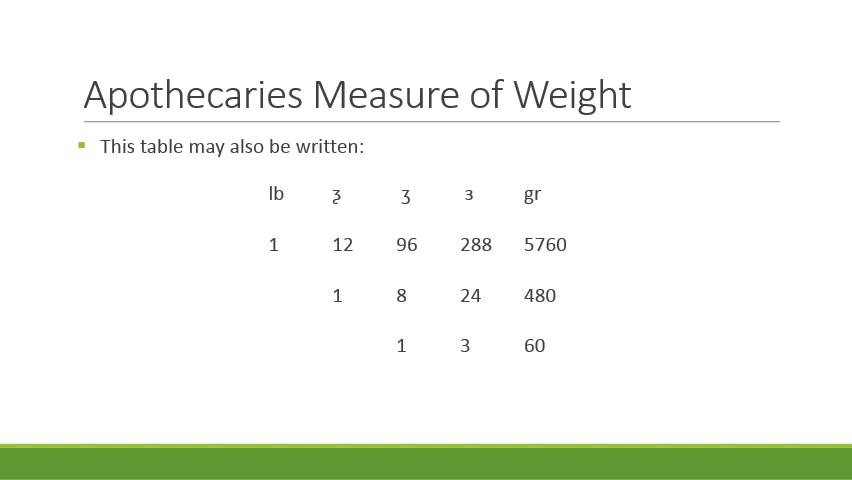 Apothecaries Measure of Weight
▪ This table may also be written:
lb ƺ ʒ ɜ gr
1 12 96 288 5760
1 8 24 480
1 3 60